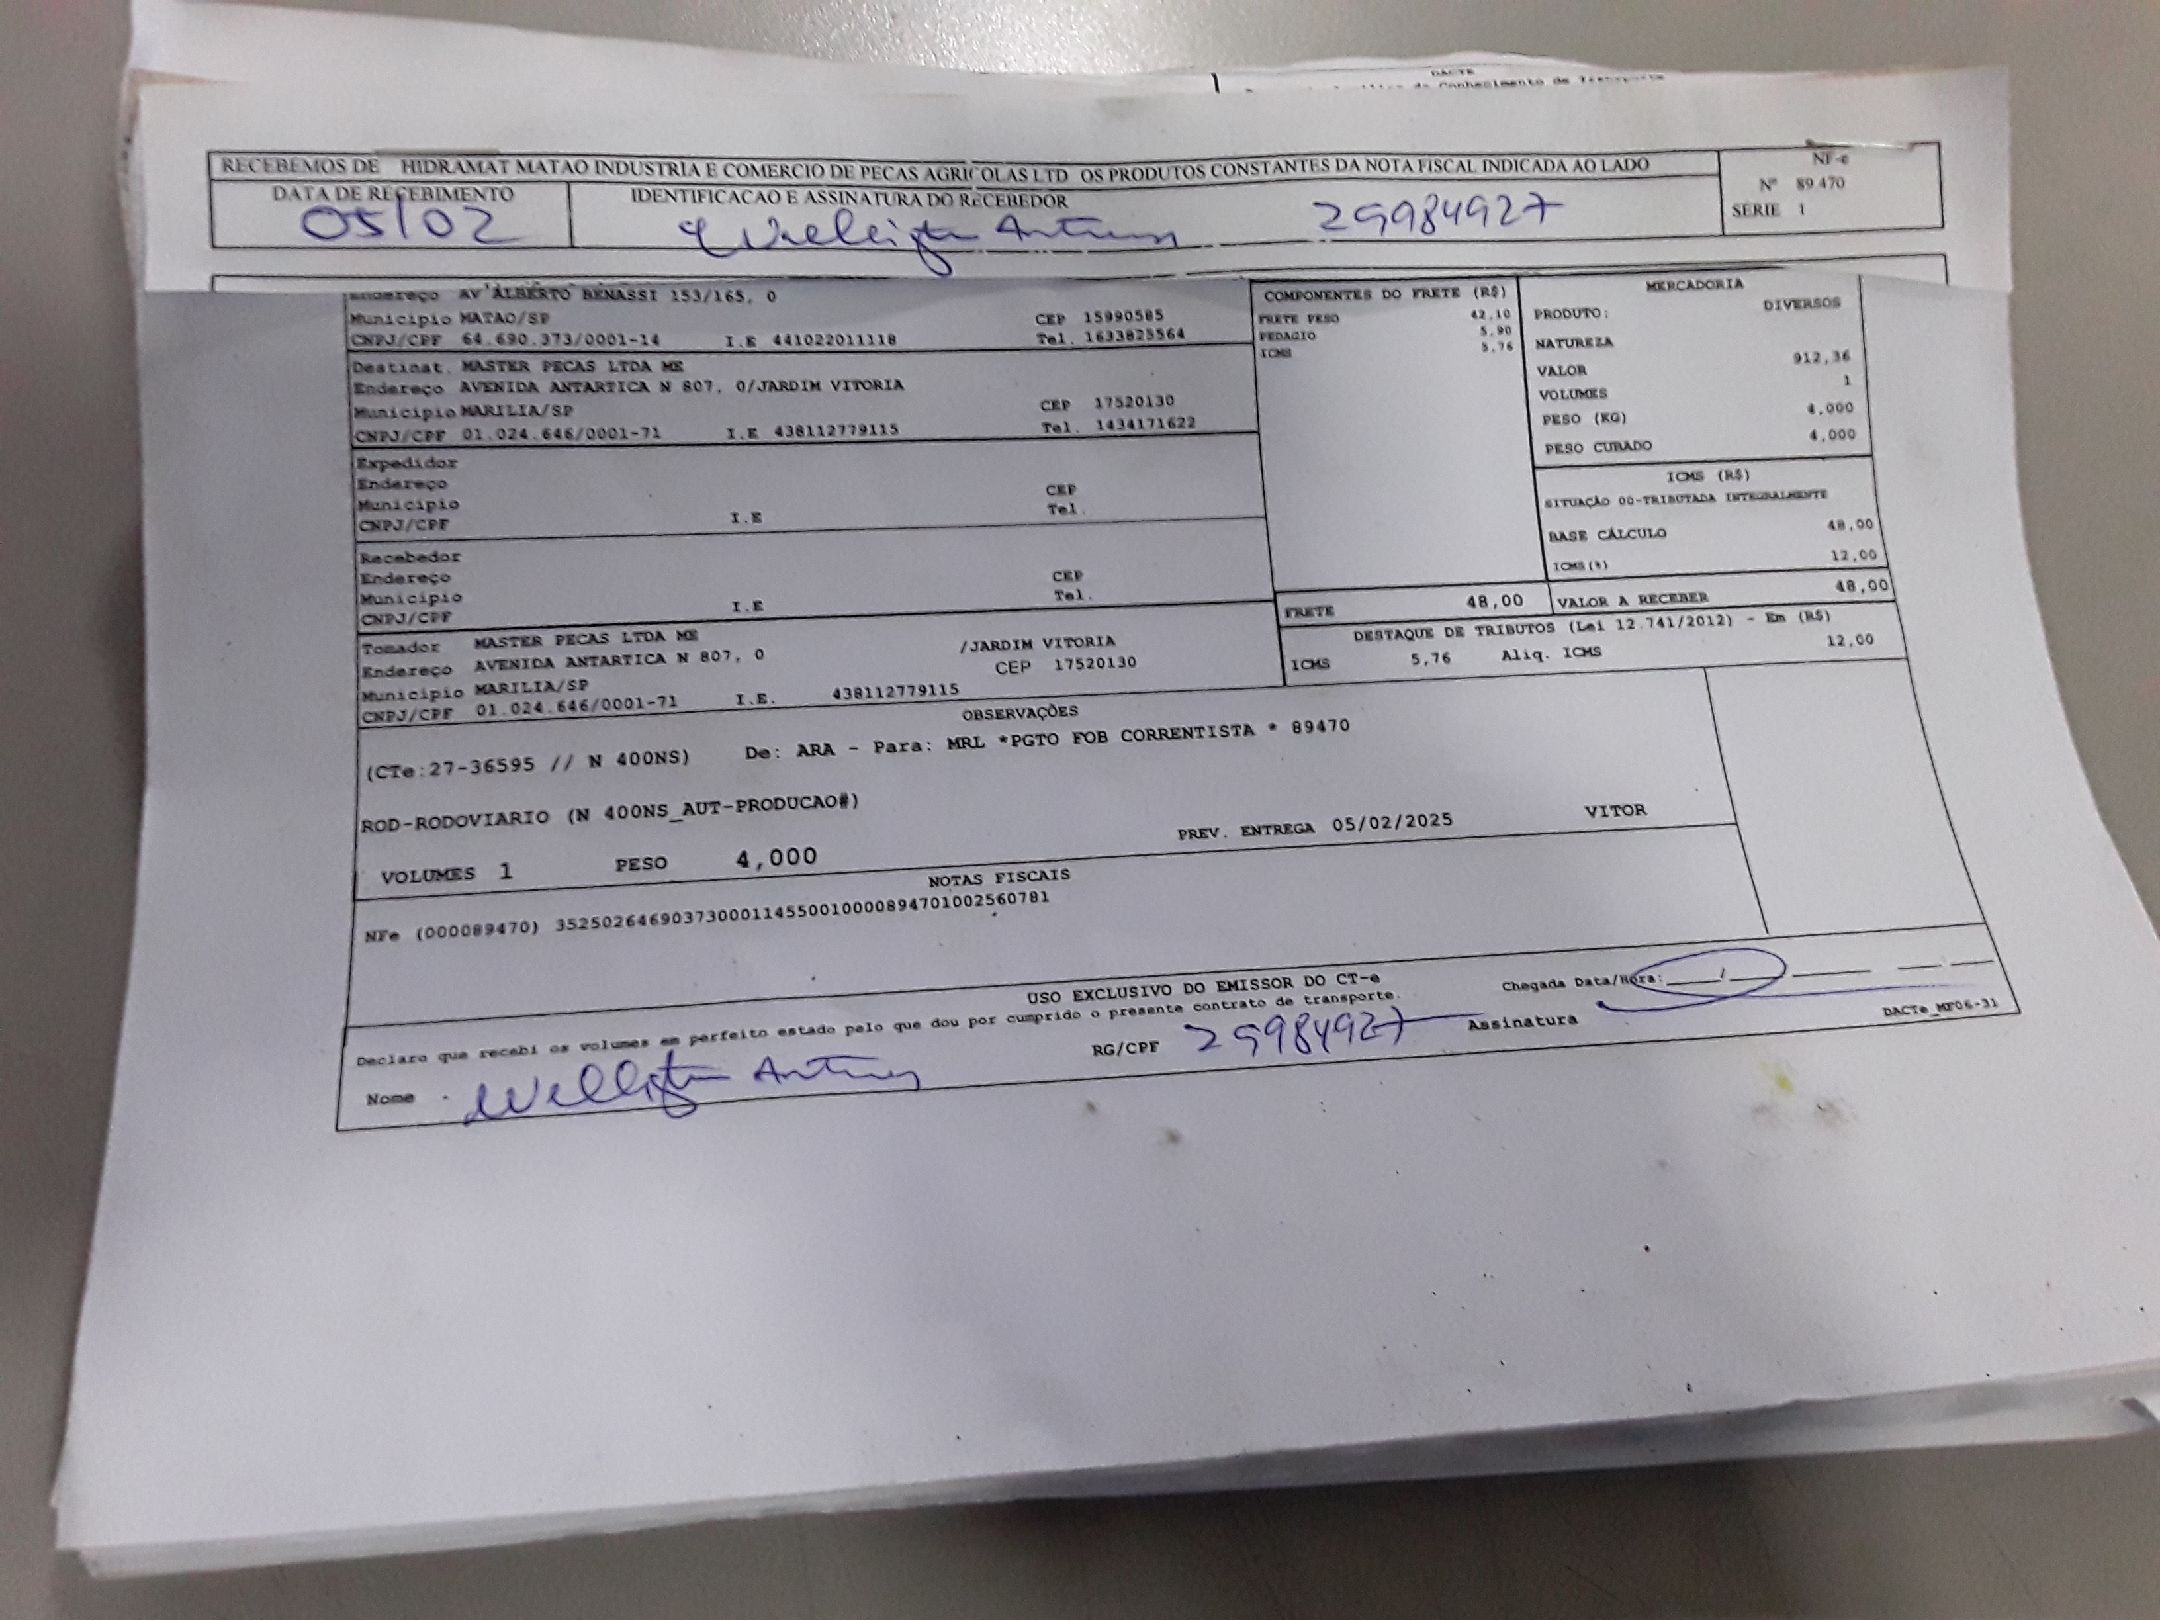 DACTE
Conhecimento de Transporte
RECEBEMOS DE HIDRAMAT MATAO INDUSTRIA E COMERCIO DE PECAS AGRICOLAS LTD OS PRODUTOS CONSTANTES DA NOTA FISCAL INDICADA AO LADO
NF-e
Nº 89 470
SÉRIE 1
DATA DE RECEBIMENTO
05/02
IDENTIFICACAO E ASSINATURA DO RECEBEDOR
29984927
Endereço AV ALBERTO BENASSI 153/165, 0
Município MATAO/SP CEP 15990585
CNPJ/CPF 64.690.373/0001-14 I.E 441022011118 Tel. 1633825564
Destinat. MASTER PECAS LTDA ME
Endereço AVENIDA ANTARTICA N 807, 0/JARDIM VITORIA
Município MARILIA/SP CEP 17520130
CNPJ/CPF 01.024.646/0001-71 I.E 438112779115 Tel. 1434171622
Expedidor
Endereço CEP
Município Tel.
CNPJ/CPF I.E
Recebedor
Endereço CEP
Município Tel.
CNPJ/CPF I.E
Tomador MASTER PECAS LTDA ME
Endereço AVENIDA ANTARTICA N 807, 0 /JARDIM VITORIA
Município MARILIA/SP CEP 17520130
CNPJ/CPF 01.024.646/0001-71 I.E. 438112779115
COMPONENTES DO FRETE (R$)
FRETE PESO 42,10
PEDAGIO 5,90
ICMS 5,76
MERCADORIA
PRODUTO: DIVERSOS
NATUREZA
VALOR 912,36
VOLUMES 1
PESO (KG) 4,000
PESO CUBADO 4,000
ICMS (R$)
SITUAÇÃO 00-TRIBUTADA INTEGRALMENTE
BASE CÁLCULO 48,00
ICMS(%) 12,00
FRETE 48,00 VALOR A RECEBER 48,00
DESTAQUE DE TRIBUTOS (Lei 12.741/2012) - Em (R$)
ICMS 5,76 Aliq. ICMS 12,00
OBSERVAÇÕES
(CTe:27-36595 // N 400NS) De: ARA - Para: MRL *PGTO FOB CORRENTISTA * 89470
ROD-RODOVIARIO (N 400NS_AUT-PRODUCAO#)
VOLUMES 1 PESO 4,000 PREV. ENTREGA 05/02/2025 VITOR
NOTAS FISCAIS
NFe (000089470) 35250264690373000114550010000894701002560781
USO EXCLUSIVO DO EMISSOR DO CT-e
Declaro que recebi os volumes em perfeito estado pelo que dou por cumprido o presente contrato de transporte.
Chegada Data/Hora: ____/____
Nome RG/CPF 29984927 Assinatura
DACTe_MF06-31